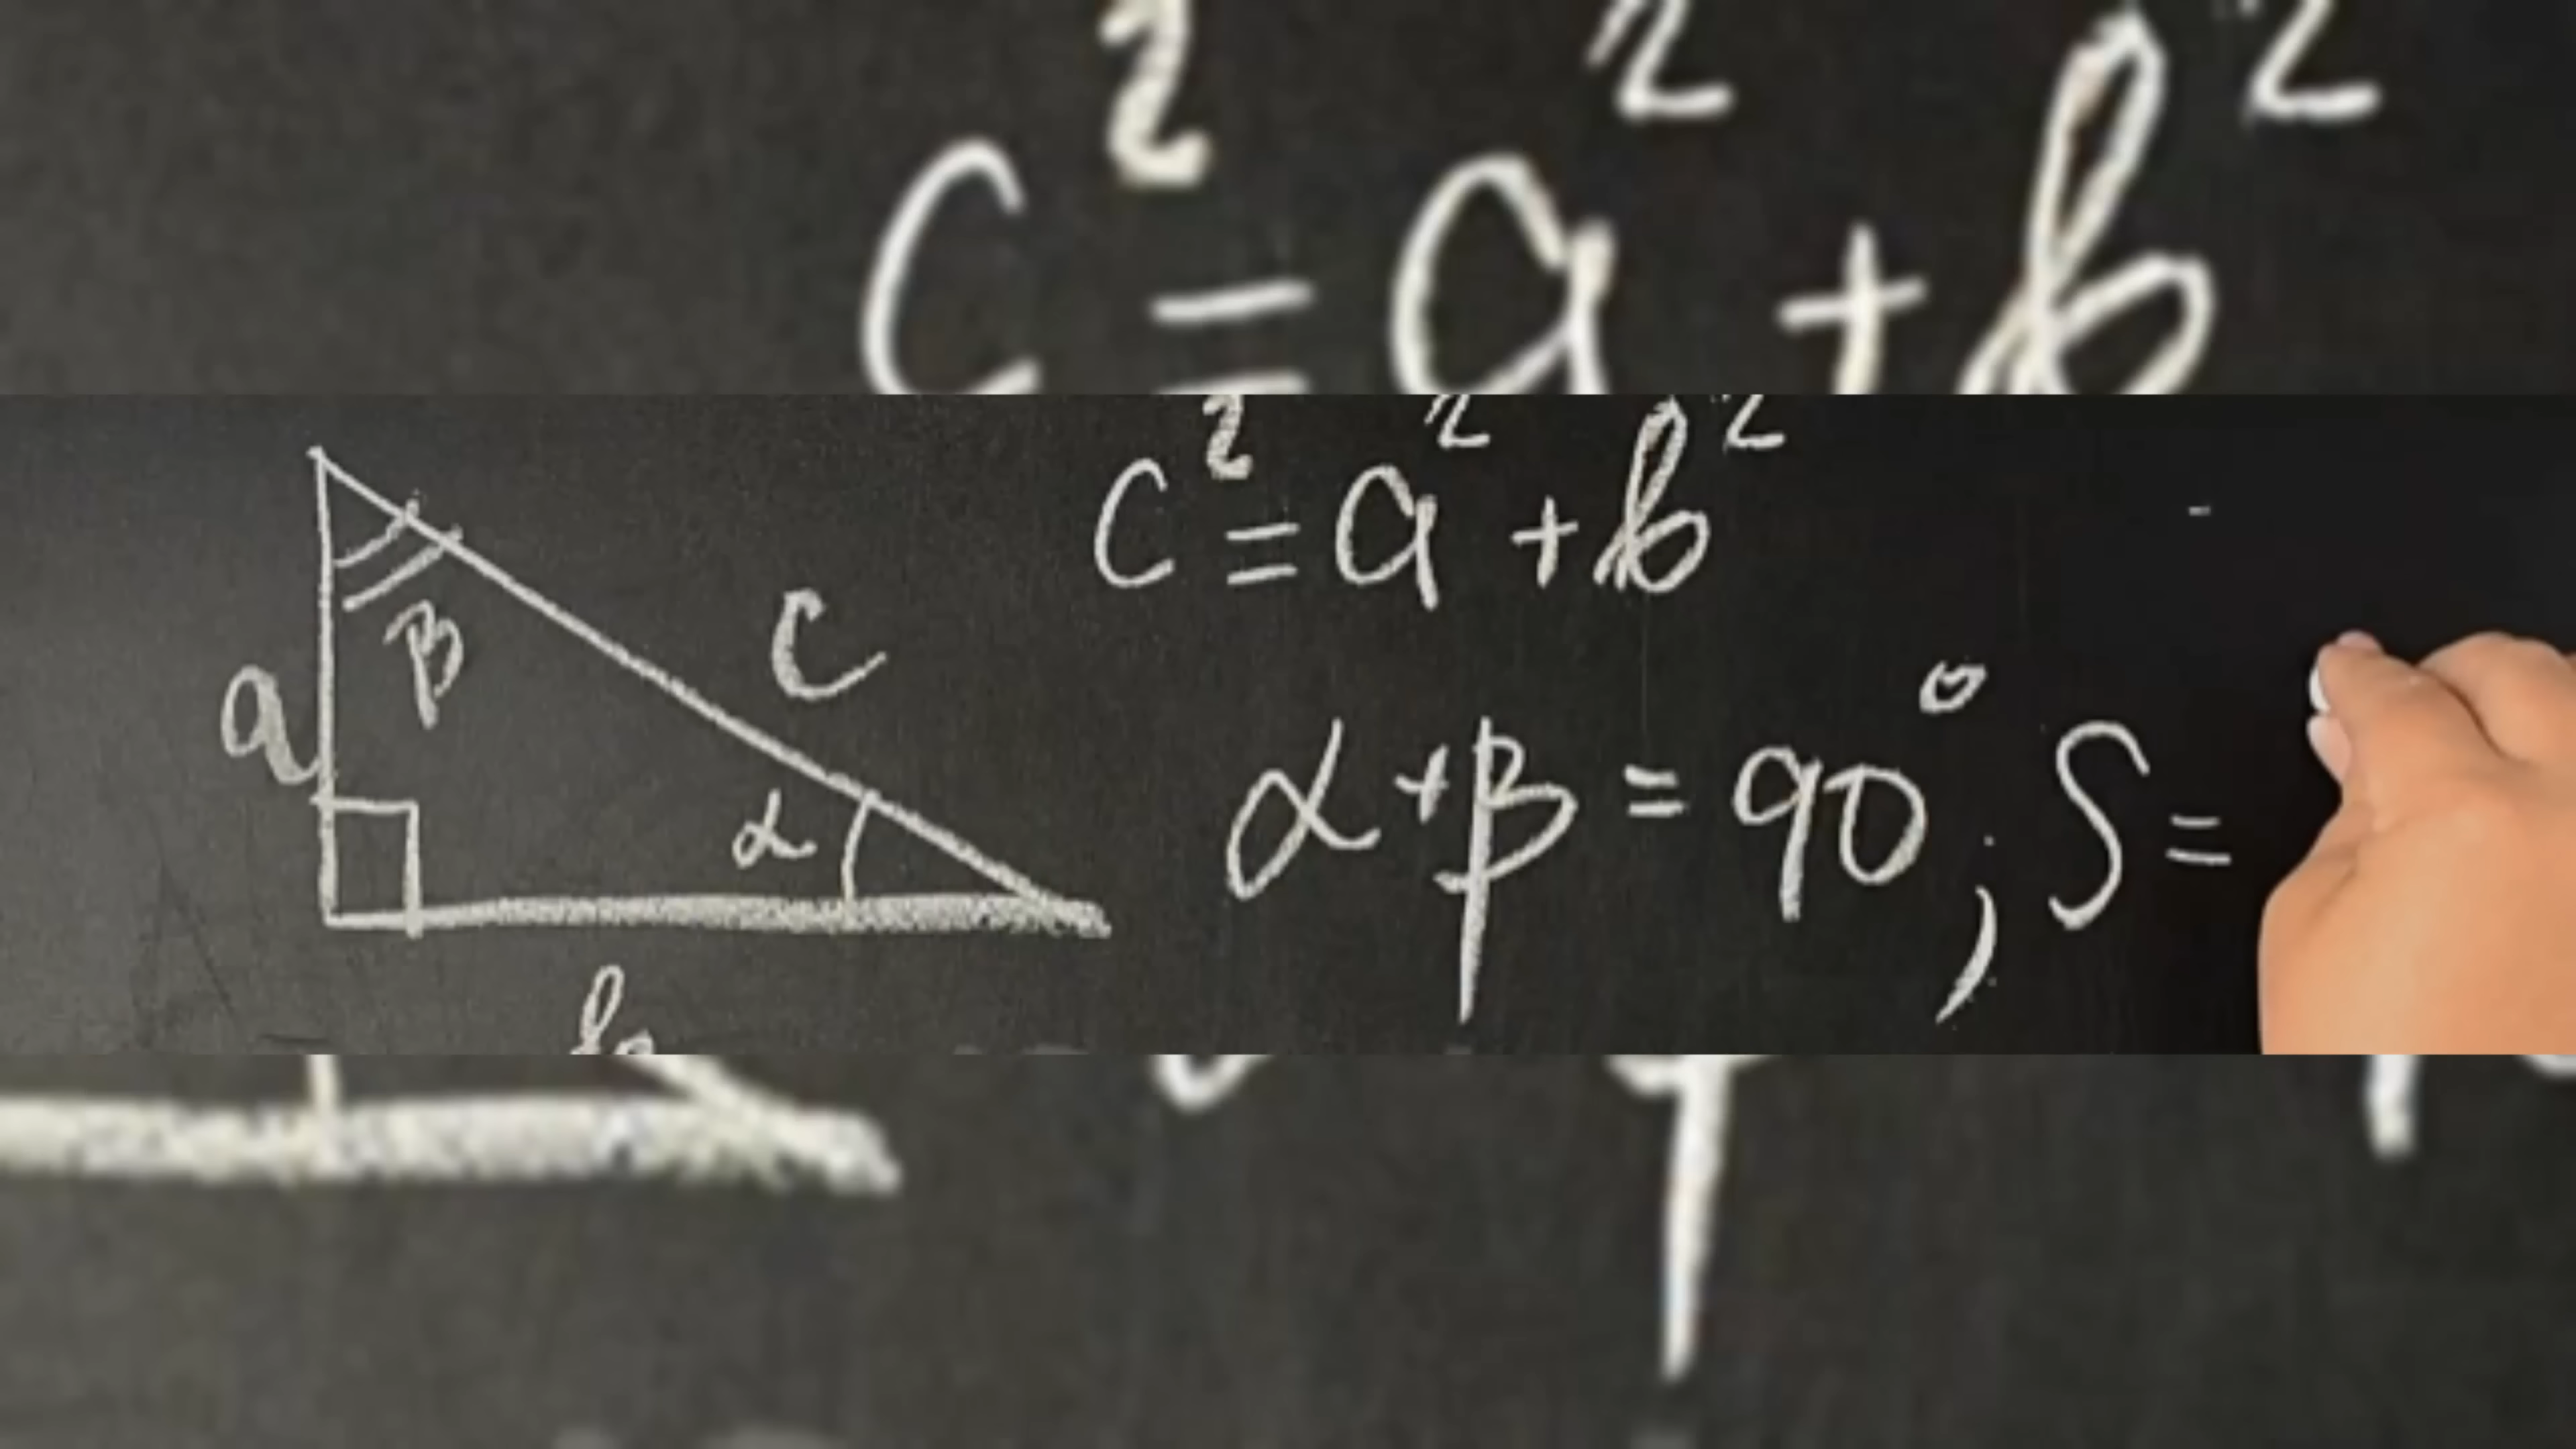 c² = a² + b²
c² = a² + b²
β
c
a
α
α + β = 90°; S =
b